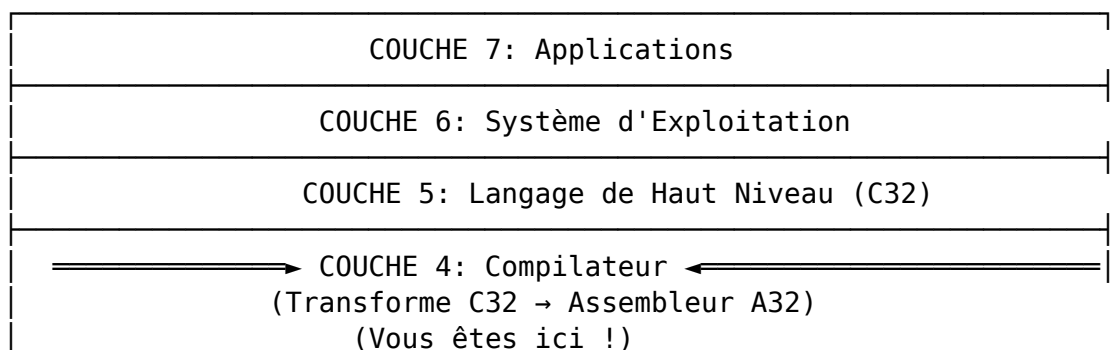 COUCHE 7: Applications
COUCHE 6: Système d'Exploitation
COUCHE 5: Langage de Haut Niveau (C32)
COUCHE 4: Compilateur
(Transforme C32 → Assembleur A32)
(Vous êtes ici !)